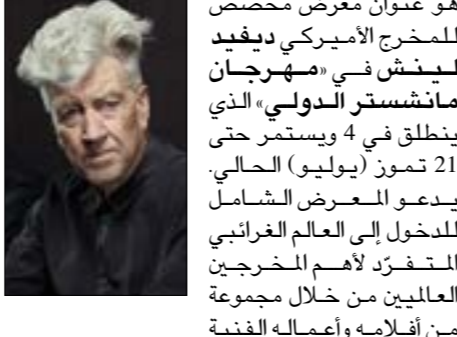 هو عنوان معرض مخصص
للمخرج الأميركي ديفيد
لينش في «مهرجان
مانشستر الدولي» الذي
ينطلق في 4 ويستمر حتى
21 تموز (يوليو) الحالي.
يدعو المعرض الشامل
للدخول إلى العالم الغرائبي
المتفرّد لأهم المخرجين
العالميين من خلال مجموعة
من أفلامه وأعماله الفنية